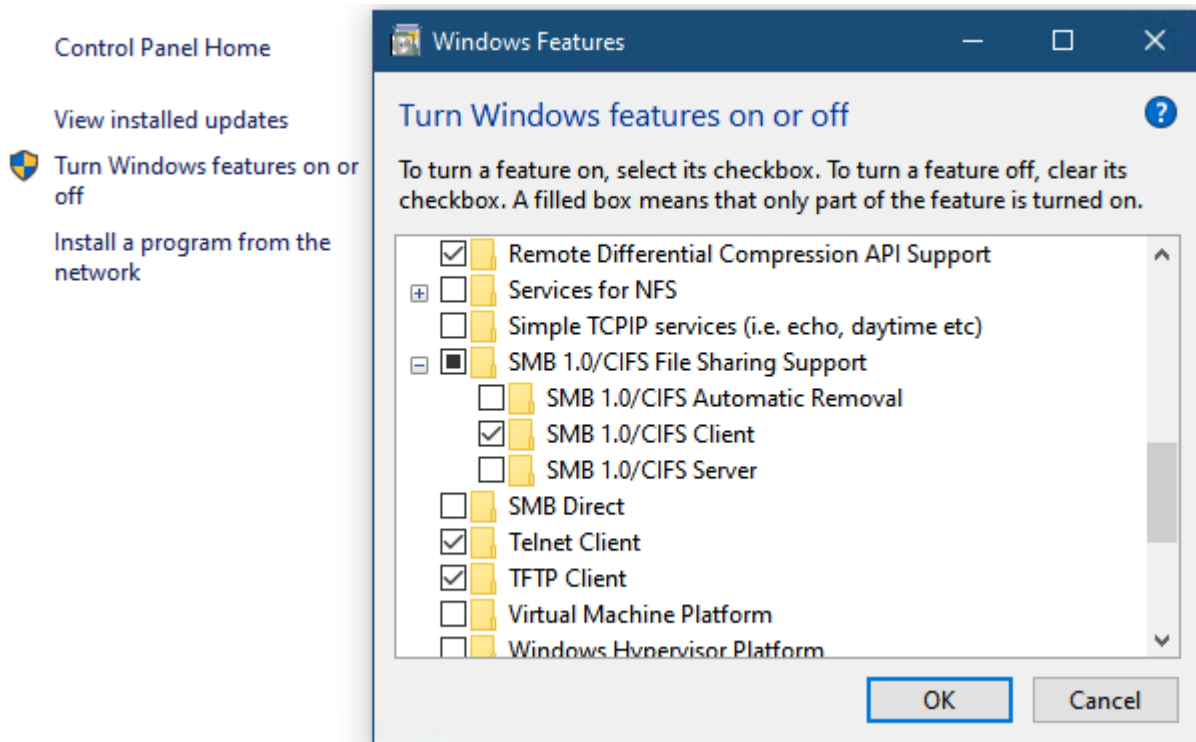 Control Panel Home
View installed updates
Turn Windows features on or
off
Install a program from the
network
Windows Features
Turn Windows features on or off
To turn a feature on, select its checkbox. To turn a feature off, clear its
checkbox. A filled box means that only part of the feature is turned on.
Remote Differential Compression API Support
Services for NFS
Simple TCPIP services (i.e. echo, daytime etc)
SMB 1.0/CIFS File Sharing Support
SMB 1.0/CIFS Automatic Removal
SMB 1.0/CIFS Client
SMB 1.0/CIFS Server
SMB Direct
Telnet Client
TFTP Client
Virtual Machine Platform
Windows Hypervisor Platform
OK
Cancel